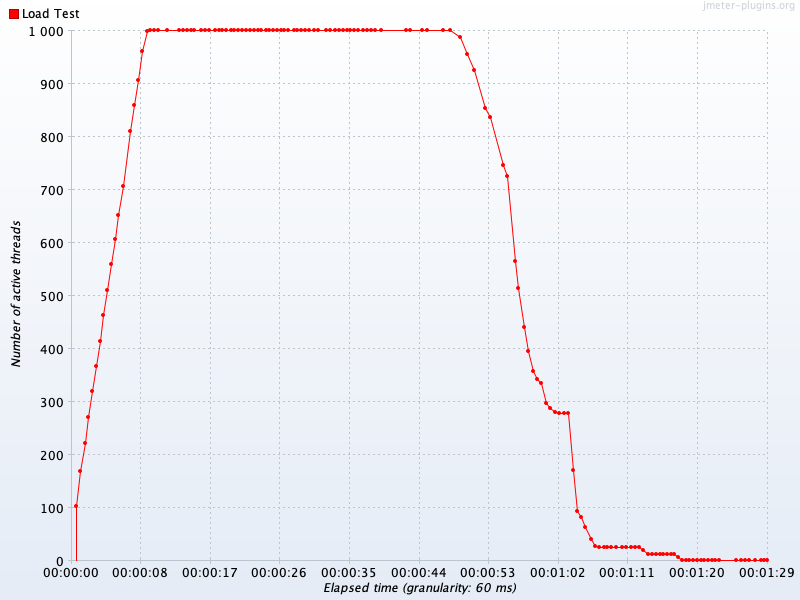 jmeter-plugins.org
Load Test
1 000
900
800
700
600
500
400
300
200
100
0
Number of active threads
00:00:00 00:00:08 00:00:17 00:00:26 00:00:35 00:00:44 00:00:53 00:01:02 00:01:11 00:01:20 00:01:29
Elapsed time (granularity: 60 ms)